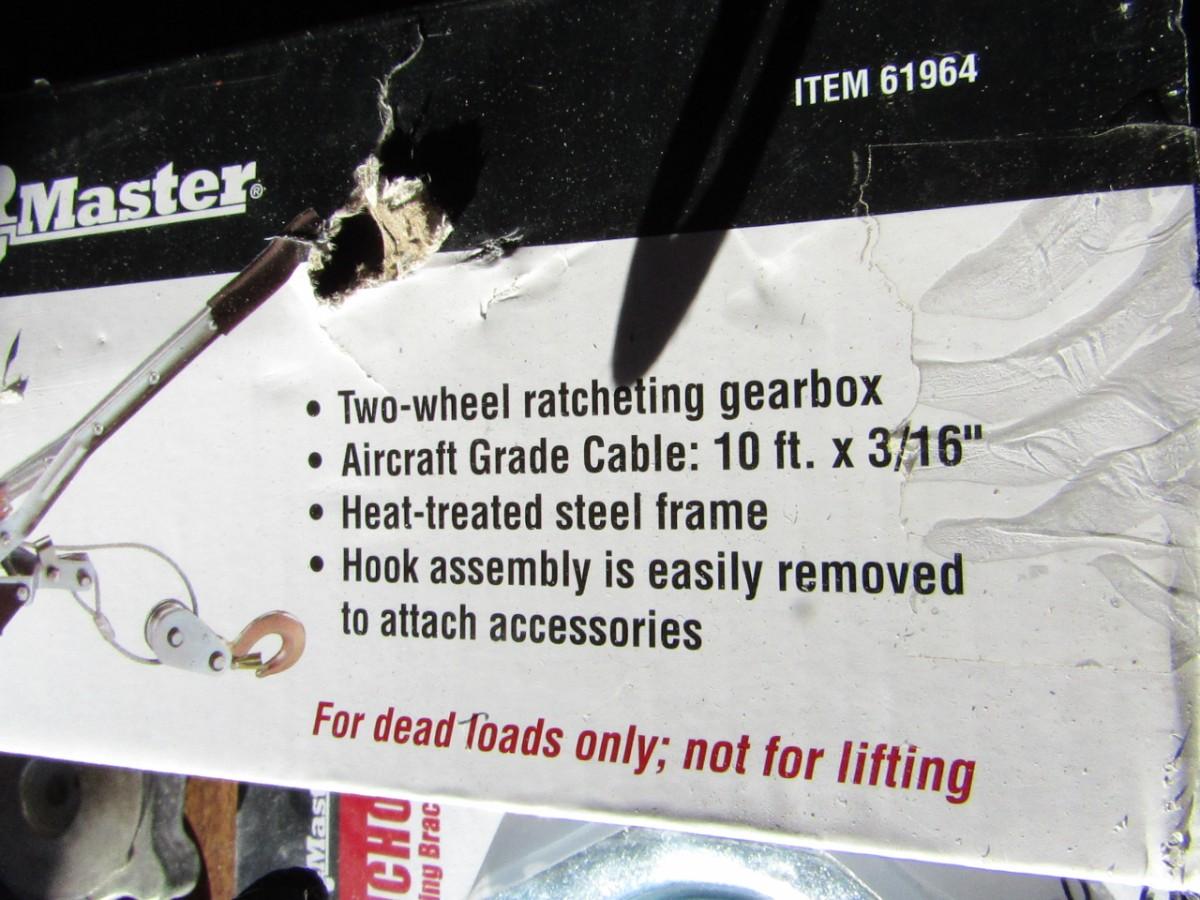 ITEM 61964
Master®
• Two-wheel ratcheting gearbox
• Aircraft Grade Cable: 10 ft. x 3/16"
• Heat-treated steel frame
• Hook assembly is easily removed
to attach accessories
For dead loads only; not for lifting